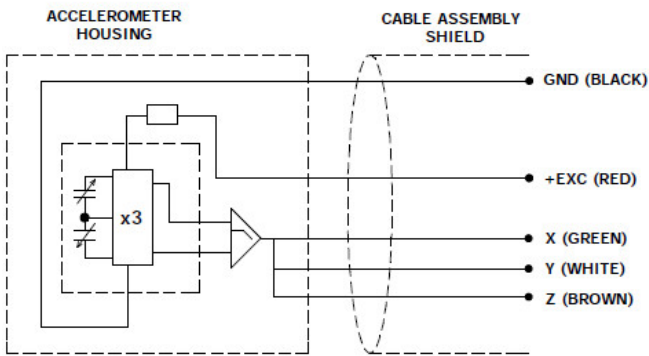 ACCELEROMETER
HOUSING
CABLE ASSEMBLY
SHIELD
GND (BLACK)
+EXC (RED)
x3
X (GREEN)
Y (WHITE)
Z (BROWN)